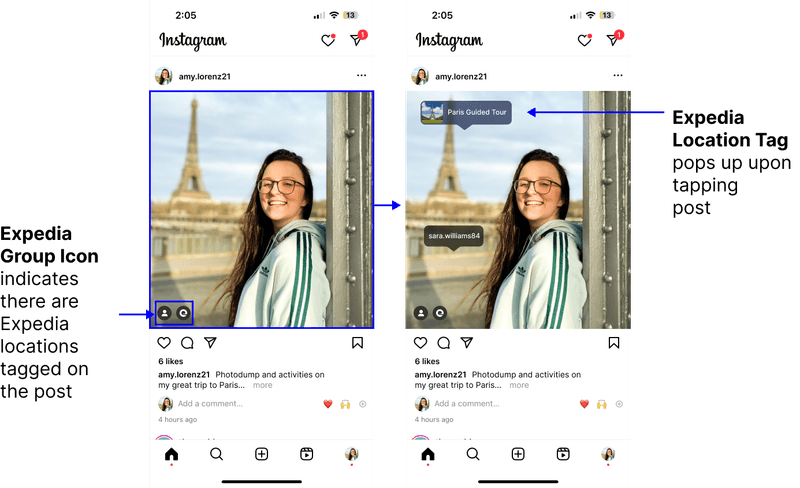 2:05
13
Instagram
1
amy.lorenz21
Expedia
Group Icon
indicates
there are
Expedia
locations
tagged on
the post
6 likes
amy.lorenz21 Photodump and activities on
my great trip to Paris... more
Add a comment...
4 hours ago
2:05
13
Instagram
1
amy.lorenz21
Paris Guided Tour
sara.williams84
6 likes
amy.lorenz21 Photodump and activities on
my great trip to Paris... more
Add a comment...
4 hours ago
Expedia
Location Tag
pops up upon
tapping
post